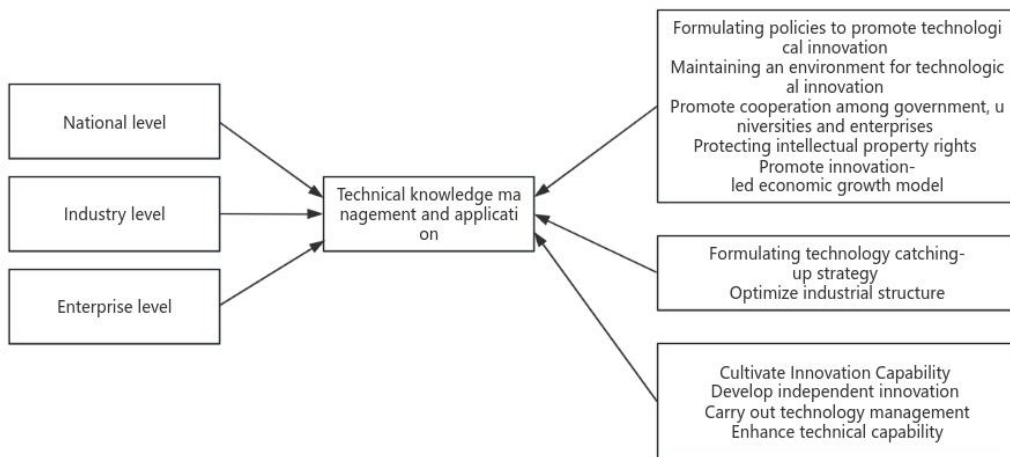 National level
Industry level
Enterprise level
Technical knowledge ma
nagement and applicati
on
Formulating policies to promote technologi
cal innovation
Maintaining an environment for technologic
al innovation
Promote cooperation among government, u
niversities and enterprises
Protecting intellectual property rights
Promote innovation-
led economic growth model
Formulating technology catching-
up strategy
Optimize industrial structure
Cultivate Innovation Capability
Develop independent innovation
Carry out technology management
Enhance technical capability